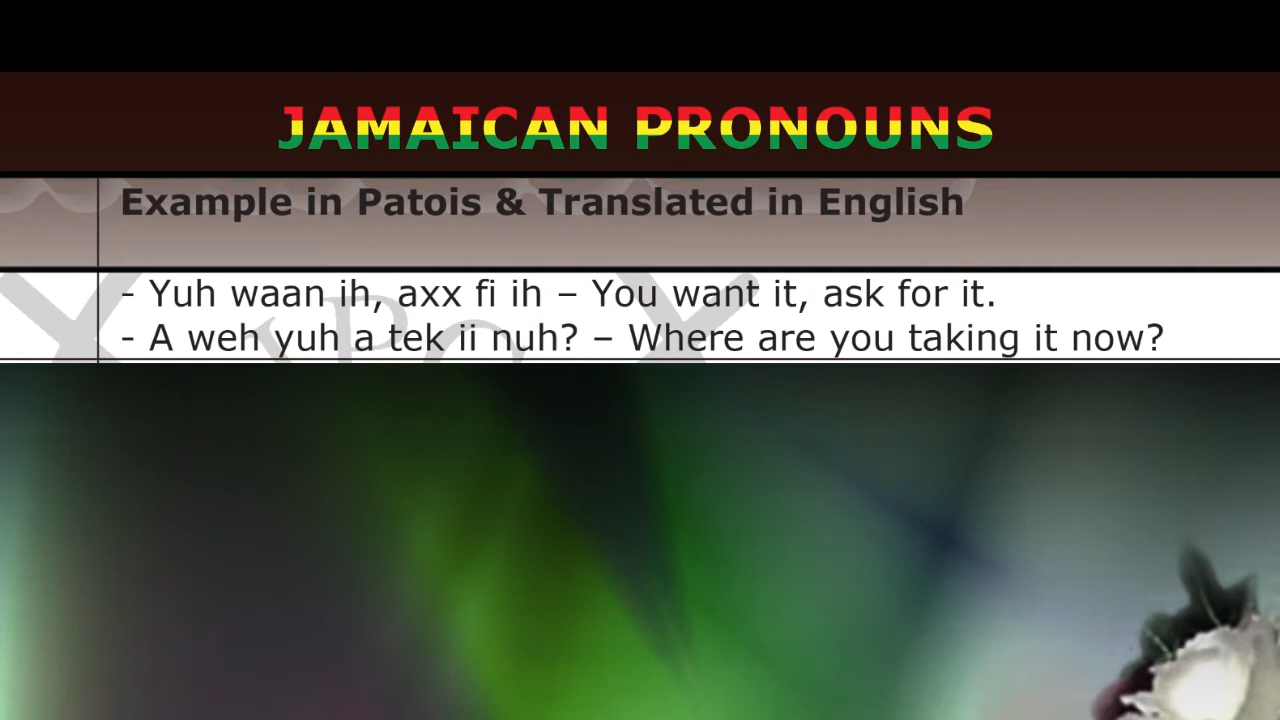 JAMAICAN PRONOUNS
Example in Patois & Translated in English
- Yuh waan ih, axx fi ih – You want it, ask for it.
- A weh yuh a tek ii nuh? – Where are you taking it now?